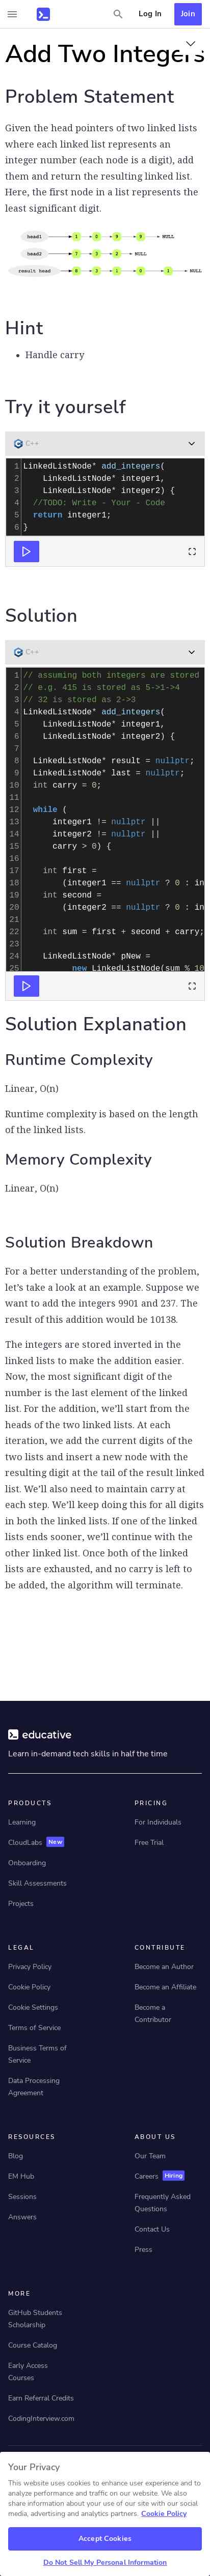 Log In
Join
Add Two Integers
Problem Statement
Given the head pointers of two linked lists
where each linked list represents an
integer number (each node is a digit), add
them and return the resulting linked list.
Here, the first node in a list represents the
least significant digit.
head1 1 0 9 9 NULL
head2 7 3 2 NULL
result head 8 3 1 0 1 NULL
Hint
Handle carry
Try it yourself
C++
1 LinkedListNode* add_integers(
2 LinkedListNode* integer1,
3 LinkedListNode* integer2) {
4 //TODO: Write - Your - Code
5 return integer1;
6 }
Solution
C++
1 // assuming both integers are stored
2 // e.g. 415 is stored as 5->1->4
3 // 32 is stored as 2->3
4 LinkedListNode* add_integers(
5 LinkedListNode* integer1,
6 LinkedListNode* integer2) {
7
8 LinkedListNode* result = nullptr;
9 LinkedListNode* last = nullptr;
10 int carry = 0;
11
12 while (
13 integer1 != nullptr ||
14 integer2 != nullptr ||
15 carry > 0) {
16
17 int first =
18 (integer1 == nullptr ? 0 : in
19 int second =
20 (integer2 == nullptr ? 0 : in
21
22 int sum = first + second + carry;
23
24 LinkedListNode* pNew =
25 new LinkedListNode(sum % 10
Solution Explanation
Runtime Complexity
Linear, O(n)
Runtime complexity is based on the length
of the linked lists.
Memory Complexity
Linear, O(n)
Solution Breakdown
For a better understanding of the problem,
let's take a look at an example. Suppose we
want to add the integers 9901 and 237. The
result of this addition would be 10138.
The integers are stored inverted in the
linked lists to make the addition easier.
Now, the most significant digit of the
number is the last element of the linked
list. For the addition, we'll start from the
heads of the two linked lists. At each
iteration, we add the current digits of the
two lists and insert a new node with the
resulting digit at the tail of the result linked
list. We'll also need to maintain carry at
each step. We'll keep doing this for all digits
in both the linked lists. If one of the linked
lists ends sooner, we'll continue with the
other linked list. Once both of the linked
lists are exhausted, and no carry is left to
be added, the algorithm will terminate.
educative
Learn in-demand tech skills in half the time
PRODUCTS
Learning
CloudLabs New
Onboarding
Skill Assessments
Projects
PRICING
For Individuals
Free Trial
LEGAL
Privacy Policy
Cookie Policy
Cookie Settings
Terms of Service
Business Terms of
Service
Data Processing
Agreement
CONTRIBUTE
Become an Author
Become an Affiliate
Become a
Contributor
RESOURCES
Blog
EM Hub
Sessions
Answers
ABOUT US
Our Team
Careers Hiring
Frequently Asked
Questions
Contact Us
Press
MORE
GitHub Students
Scholarship
Course Catalog
Early Access
Courses
Earn Referral Credits
CodingInterview.com
Your Privacy
This website uses cookies to enhance user experience and to
analyze performance and traffic on our website. We also
share information about your use of our site with our social
media, advertising and analytics partners. Cookie Policy
Accept Cookies
Do Not Sell My Personal Information